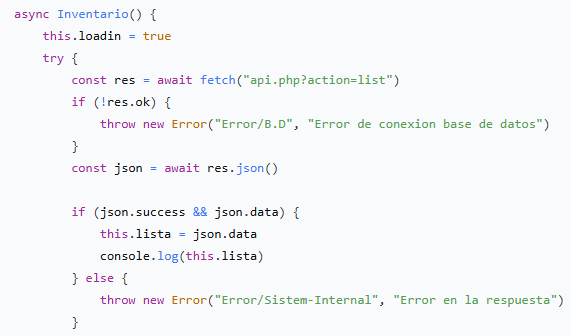 async Inventario() {
    this.loadin = true
    try {
        const res = await fetch("api.php?action=list")
        if (!res.ok) {
            throw new Error("Error/B.D", "Error de conexion base de datos")
        }
        const json = await res.json()

        if (json.success && json.data) {
            this.lista = json.data
            console.log(this.lista)
        } else {
            throw new Error("Error/Sistem-Internal", "Error en la respuesta")
        }